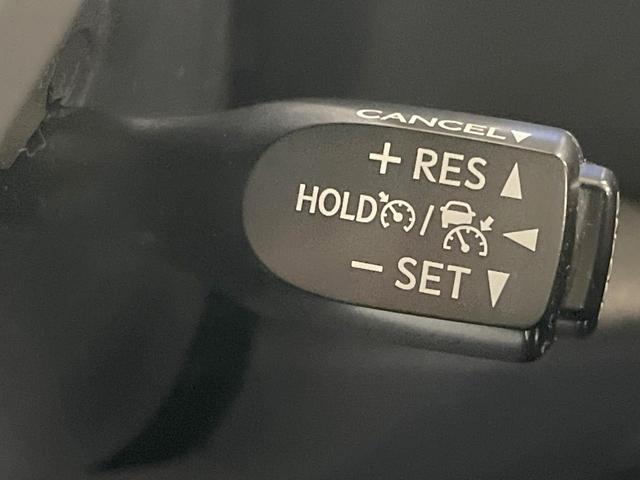 CANCEL
+ RES
HOLD /
- SET